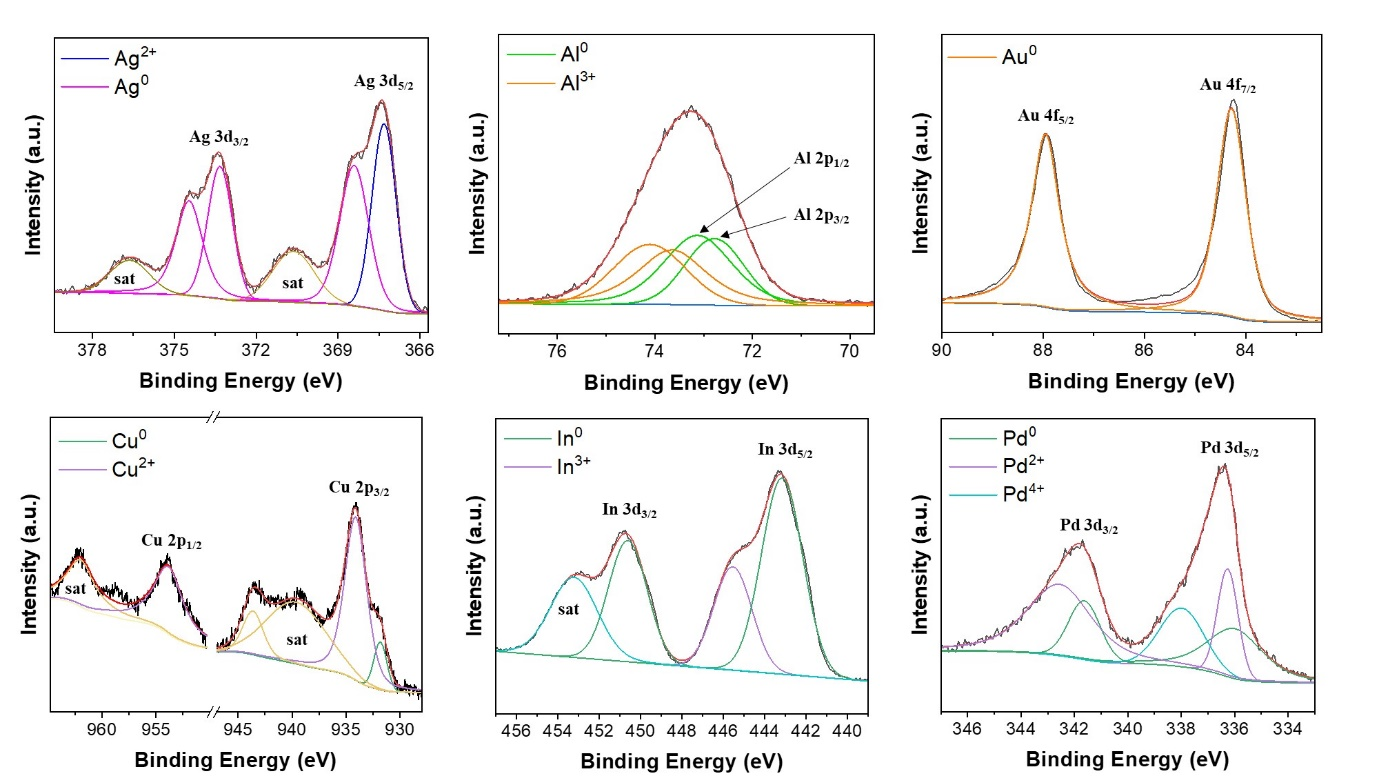 Ag2+
Ag0
Ag 3d5/2
Ag 3d3/2
sat
sat
Intensity (a.u.)
378 375 372 369 366
Binding Energy (eV)
Al0
Al3+
Al 2p1/2
Al 2p3/2
Intensity (a.u.)
76 74 72 70
Binding Energy (eV)
Au0
Au 4f7/2
Au 4f5/2
Intensity (a.u.)
90 88 86 84
Binding Energy (eV)
Cu0
Cu2+
Cu 2p3/2
Cu 2p1/2
sat
sat
Intensity (a.u.)
960 955 945 940 935 930
Binding Energy (eV)
In0
In3+
In 3d5/2
In 3d3/2
sat
Intensity (a.u.)
456 454 452 450 448 446 444 442 440
Binding Energy (eV)
Pd0
Pd2+
Pd4+
Pd 3d5/2
Pd 3d3/2
Intensity (a.u.)
346 344 342 340 338 336 334
Binding Energy (eV)